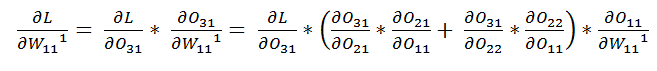 ∂L/∂W₁₁¹ = ∂L/∂O₃₁ * ∂O₃₁/∂W₁₁¹ = ∂L/∂O₃₁ * (∂O₃₁/∂O₂₁ * ∂O₂₁/∂O₁₁ + ∂O₃₁/∂O₂₂ * ∂O₂₂/∂O₁₁) * ∂O₁₁/∂W₁₁¹